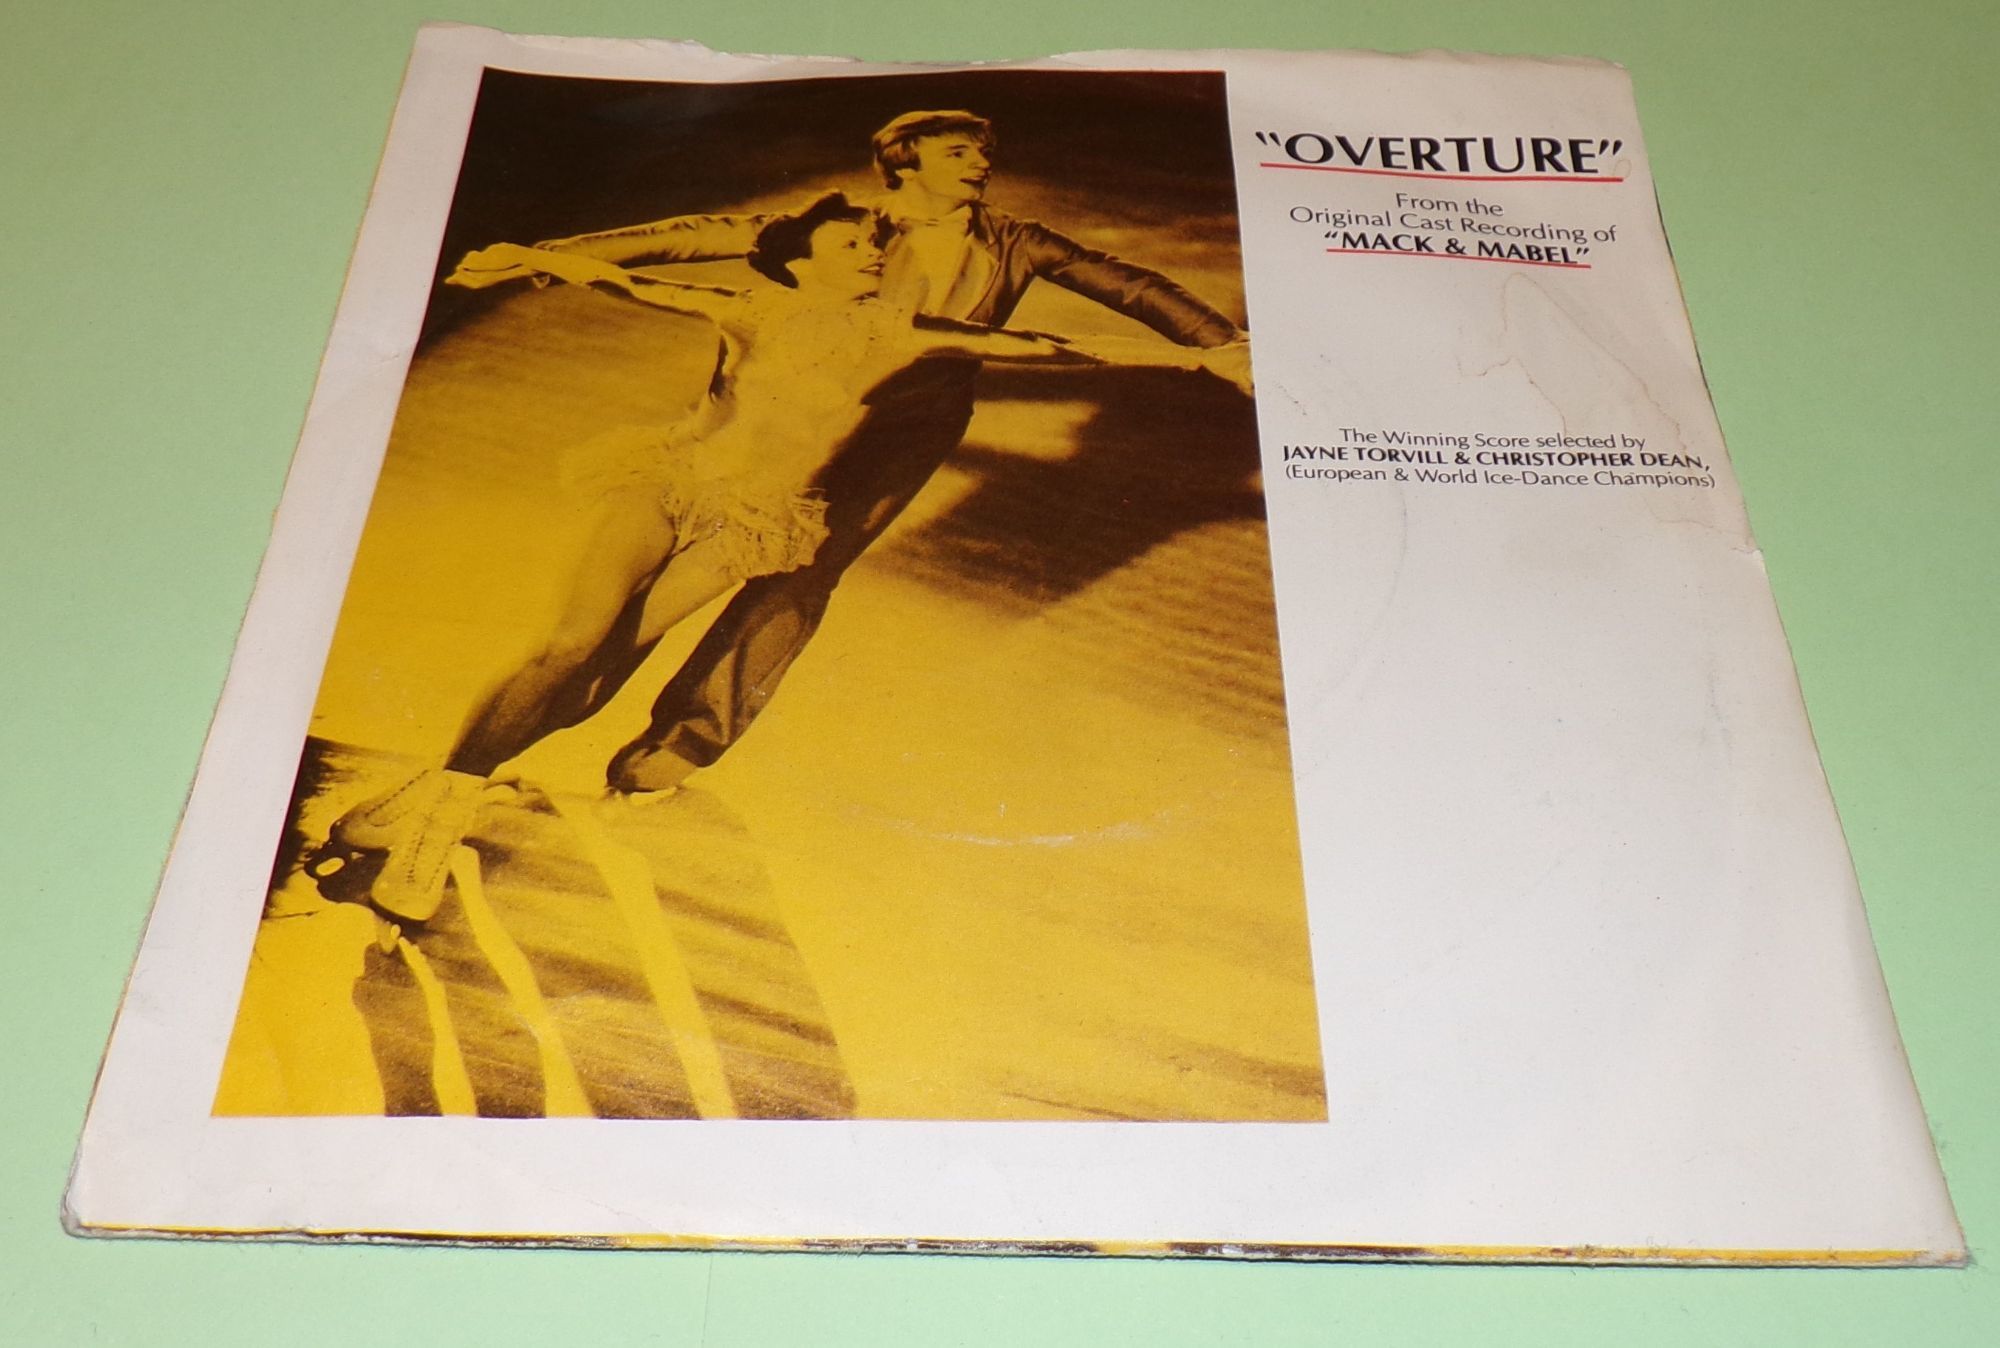 “OVERTURE”
From the
Original Cast Recording of
“MACK & MABEL”
The Winning Score selected by
JAYNE TORVILL & CHRISTOPHER DEAN,
(European & World Ice-Dance Champions)